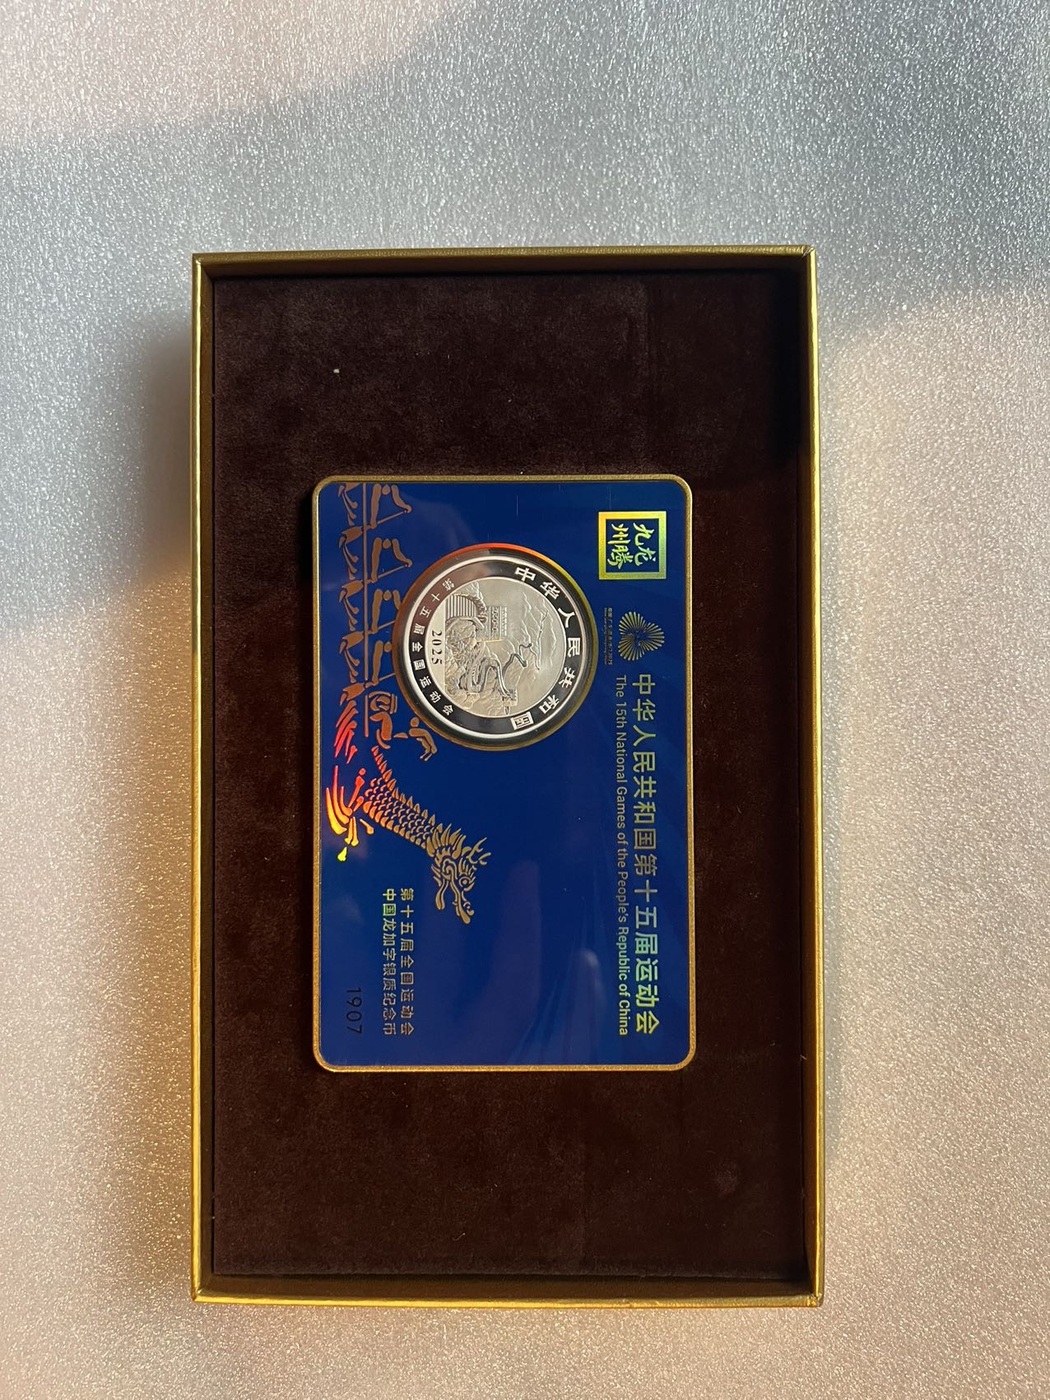 九龙
州腾
中华人民共和国第十五届运动会
The 15th National Games of the People's Republic of China
中华人民共和国
第十五届全国运动会
2025
第十五届全国运动会
中国龙加字银质纪念币
1907